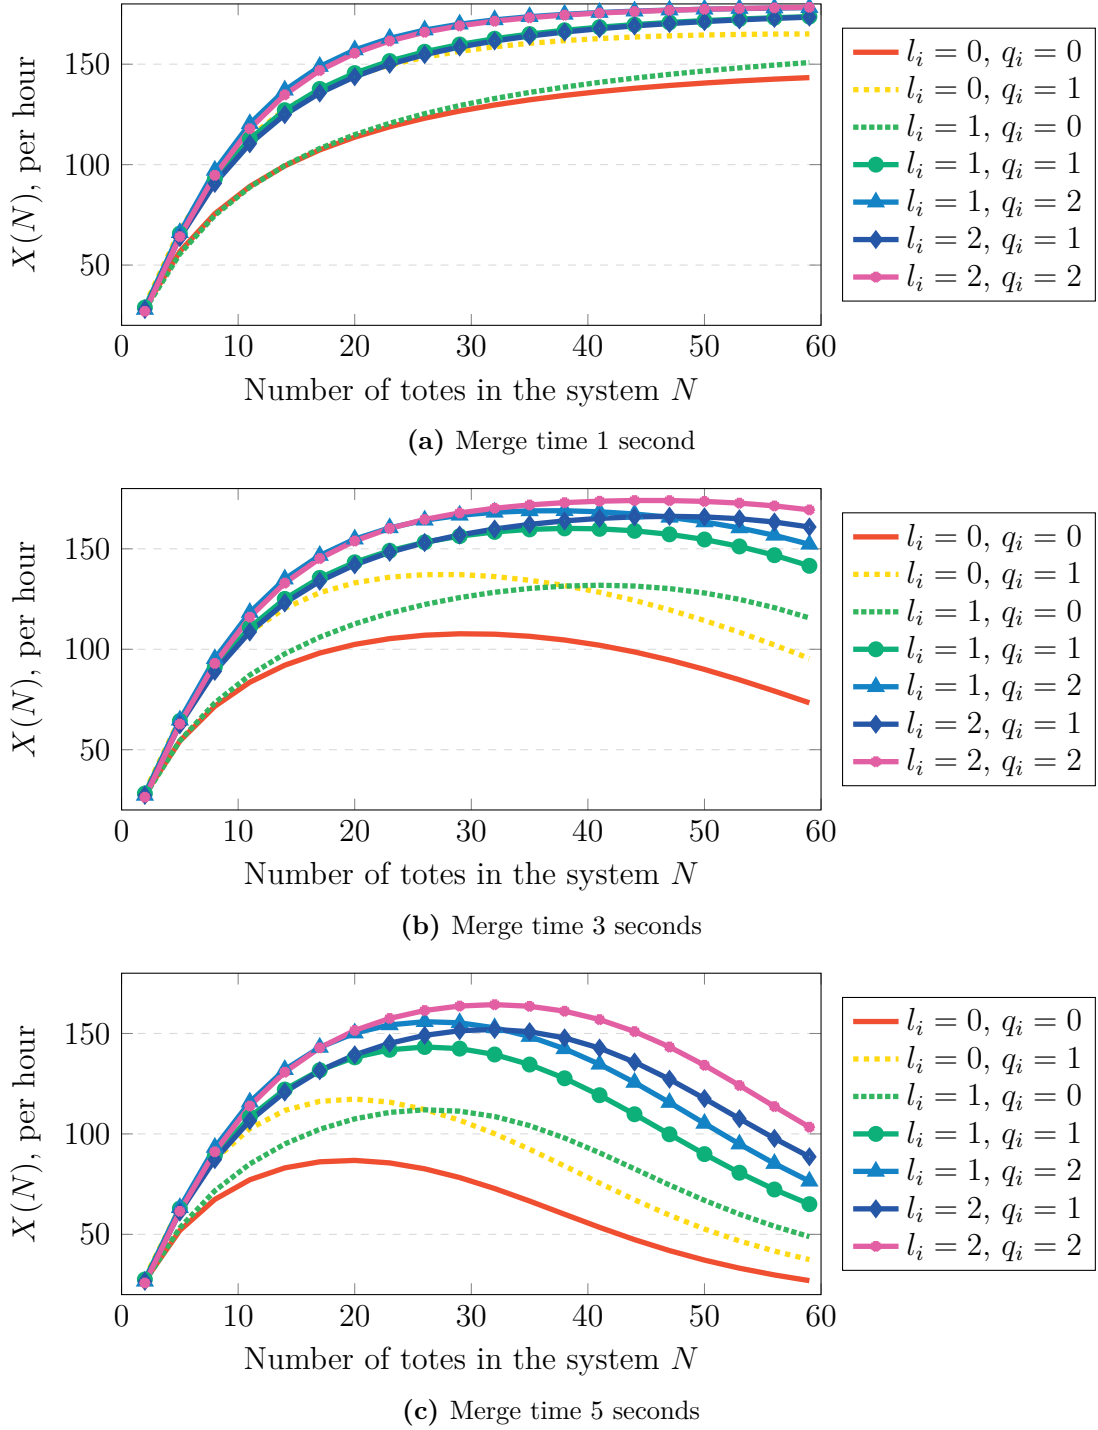 150
100
50
X(N), per hour
0 10 20 30 40 50 60
Number of totes in the system N
l_i = 0, q_i = 0
l_i = 0, q_i = 1
l_i = 1, q_i = 0
l_i = 1, q_i = 1
l_i = 1, q_i = 2
l_i = 2, q_i = 1
l_i = 2, q_i = 2
(a) Merge time 1 second
150
100
50
X(N), per hour
0 10 20 30 40 50 60
Number of totes in the system N
l_i = 0, q_i = 0
l_i = 0, q_i = 1
l_i = 1, q_i = 0
l_i = 1, q_i = 1
l_i = 1, q_i = 2
l_i = 2, q_i = 1
l_i = 2, q_i = 2
(b) Merge time 3 seconds
150
100
50
X(N), per hour
0 10 20 30 40 50 60
Number of totes in the system N
l_i = 0, q_i = 0
l_i = 0, q_i = 1
l_i = 1, q_i = 0
l_i = 1, q_i = 1
l_i = 1, q_i = 2
l_i = 2, q_i = 1
l_i = 2, q_i = 2
(c) Merge time 5 seconds